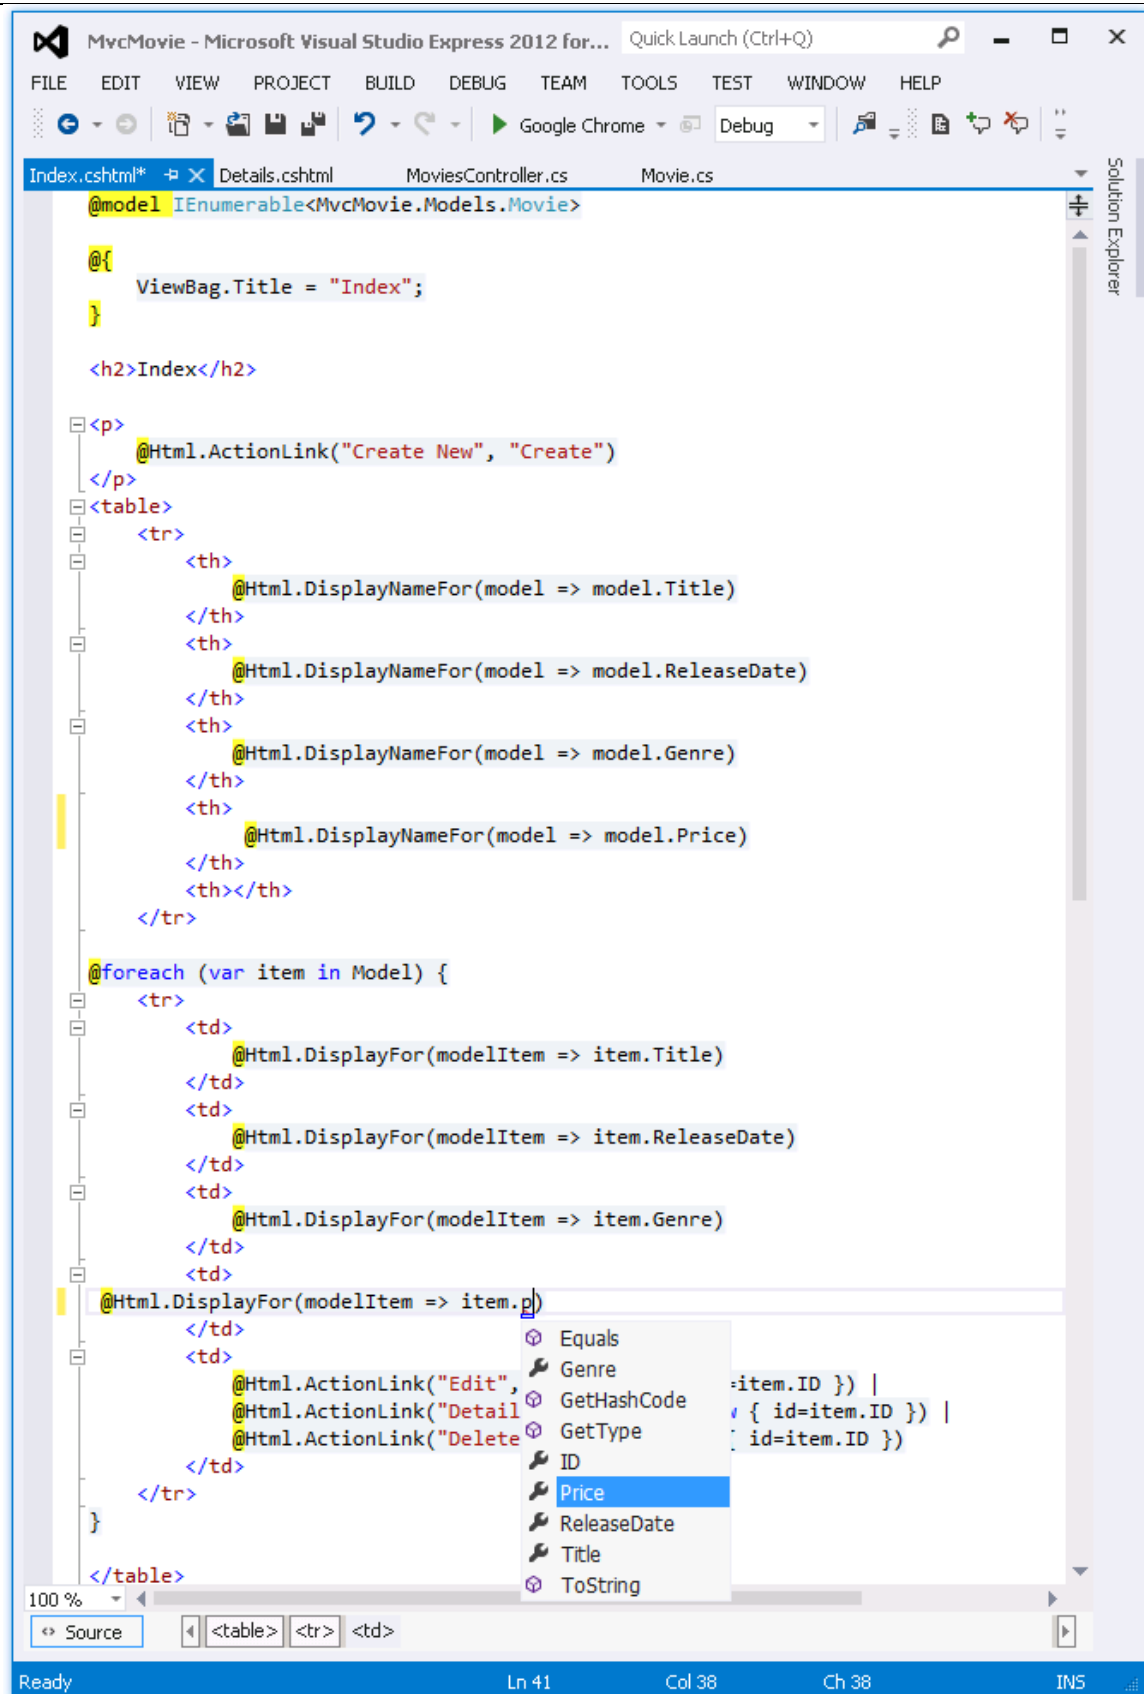 MvcMovie - Microsoft Visual Studio Express 2012 for... Quick Launch (Ctrl+Q)
FILE EDIT VIEW PROJECT BUILD DEBUG TEAM TOOLS TEST WINDOW HELP
Google Chrome Debug
Index.cshtml* Details.cshtml MoviesController.cs Movie.cs
Solution Explorer
@model IEnumerable<MvcMovie.Models.Movie>
@{
ViewBag.Title = "Index";
}
<h2>Index</h2>
<p>
@Html.ActionLink("Create New", "Create")
</p>
<table>
<tr>
<th>
@Html.DisplayNameFor(model => model.Title)
</th>
<th>
@Html.DisplayNameFor(model => model.ReleaseDate)
</th>
<th>
@Html.DisplayNameFor(model => model.Genre)
</th>
<th>
@Html.DisplayNameFor(model => model.Price)
</th>
<th></th>
</tr>
@foreach (var item in Model) {
<tr>
<td>
@Html.DisplayFor(modelItem => item.Title)
</td>
<td>
@Html.DisplayFor(modelItem => item.ReleaseDate)
</td>
<td>
@Html.DisplayFor(modelItem => item.Genre)
</td>
<td>
@Html.DisplayFor(modelItem => item.p)
</td>
<td>
@Html.ActionLink("Edit", =item.ID }) |
@Html.ActionLink("Detail { id=item.ID }) |
@Html.ActionLink("Delete { id=item.ID })
</td>
</tr>
}
</table>
Equals
Genre
GetHashCode
GetType
ID
Price
ReleaseDate
Title
ToString
100 %
Source <table> <tr> <td>
Ready Ln 41 Col 38 Ch 38 INS